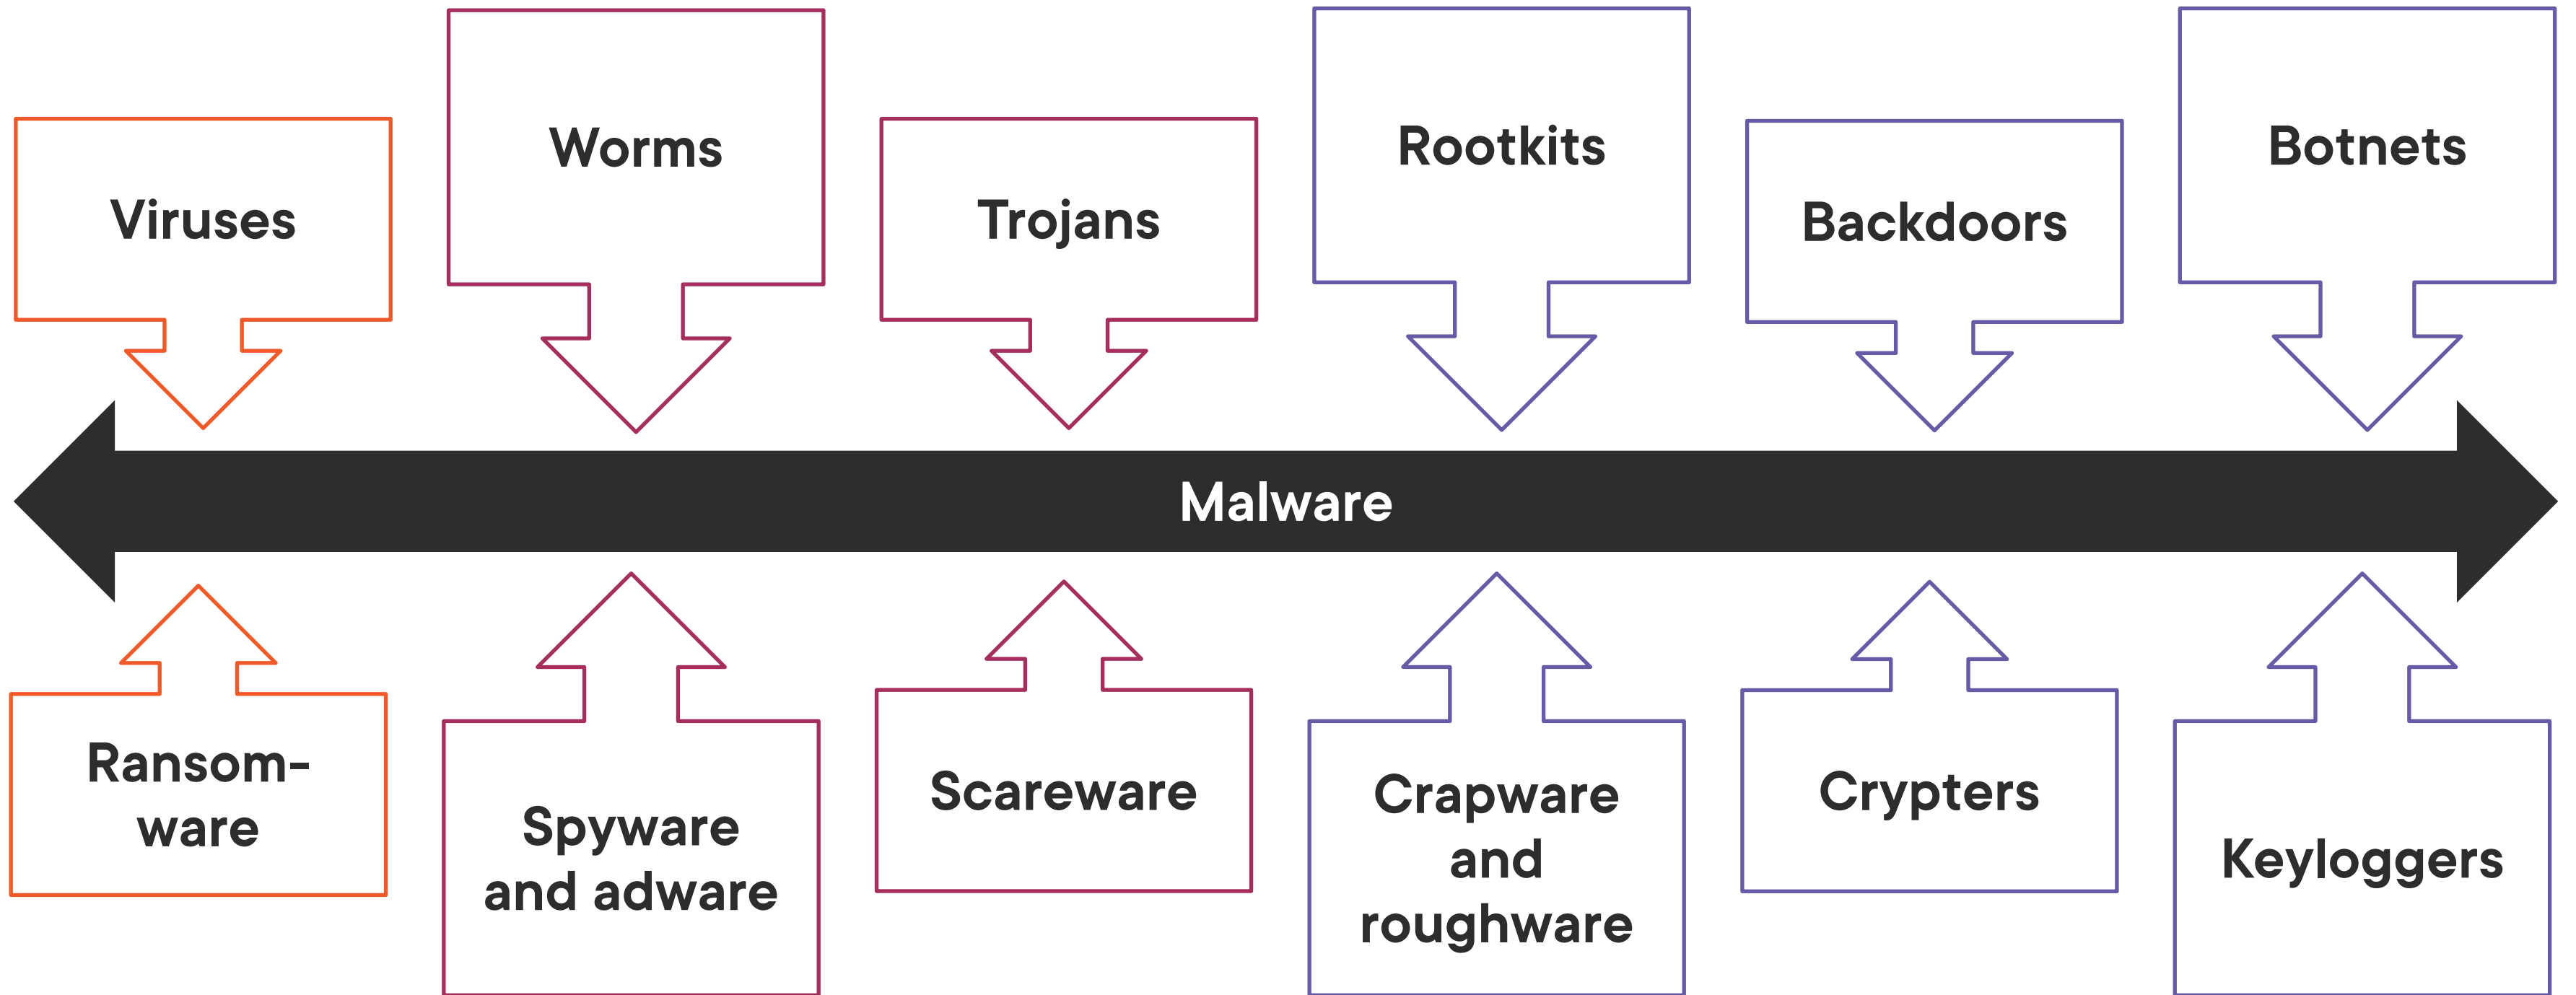 Viruses
Worms
Trojans
Rootkits
Backdoors
Botnets
Malware
Ransom-
ware
Spyware
and adware
Scareware
Crapware
and
roughware
Crypters
Keyloggers